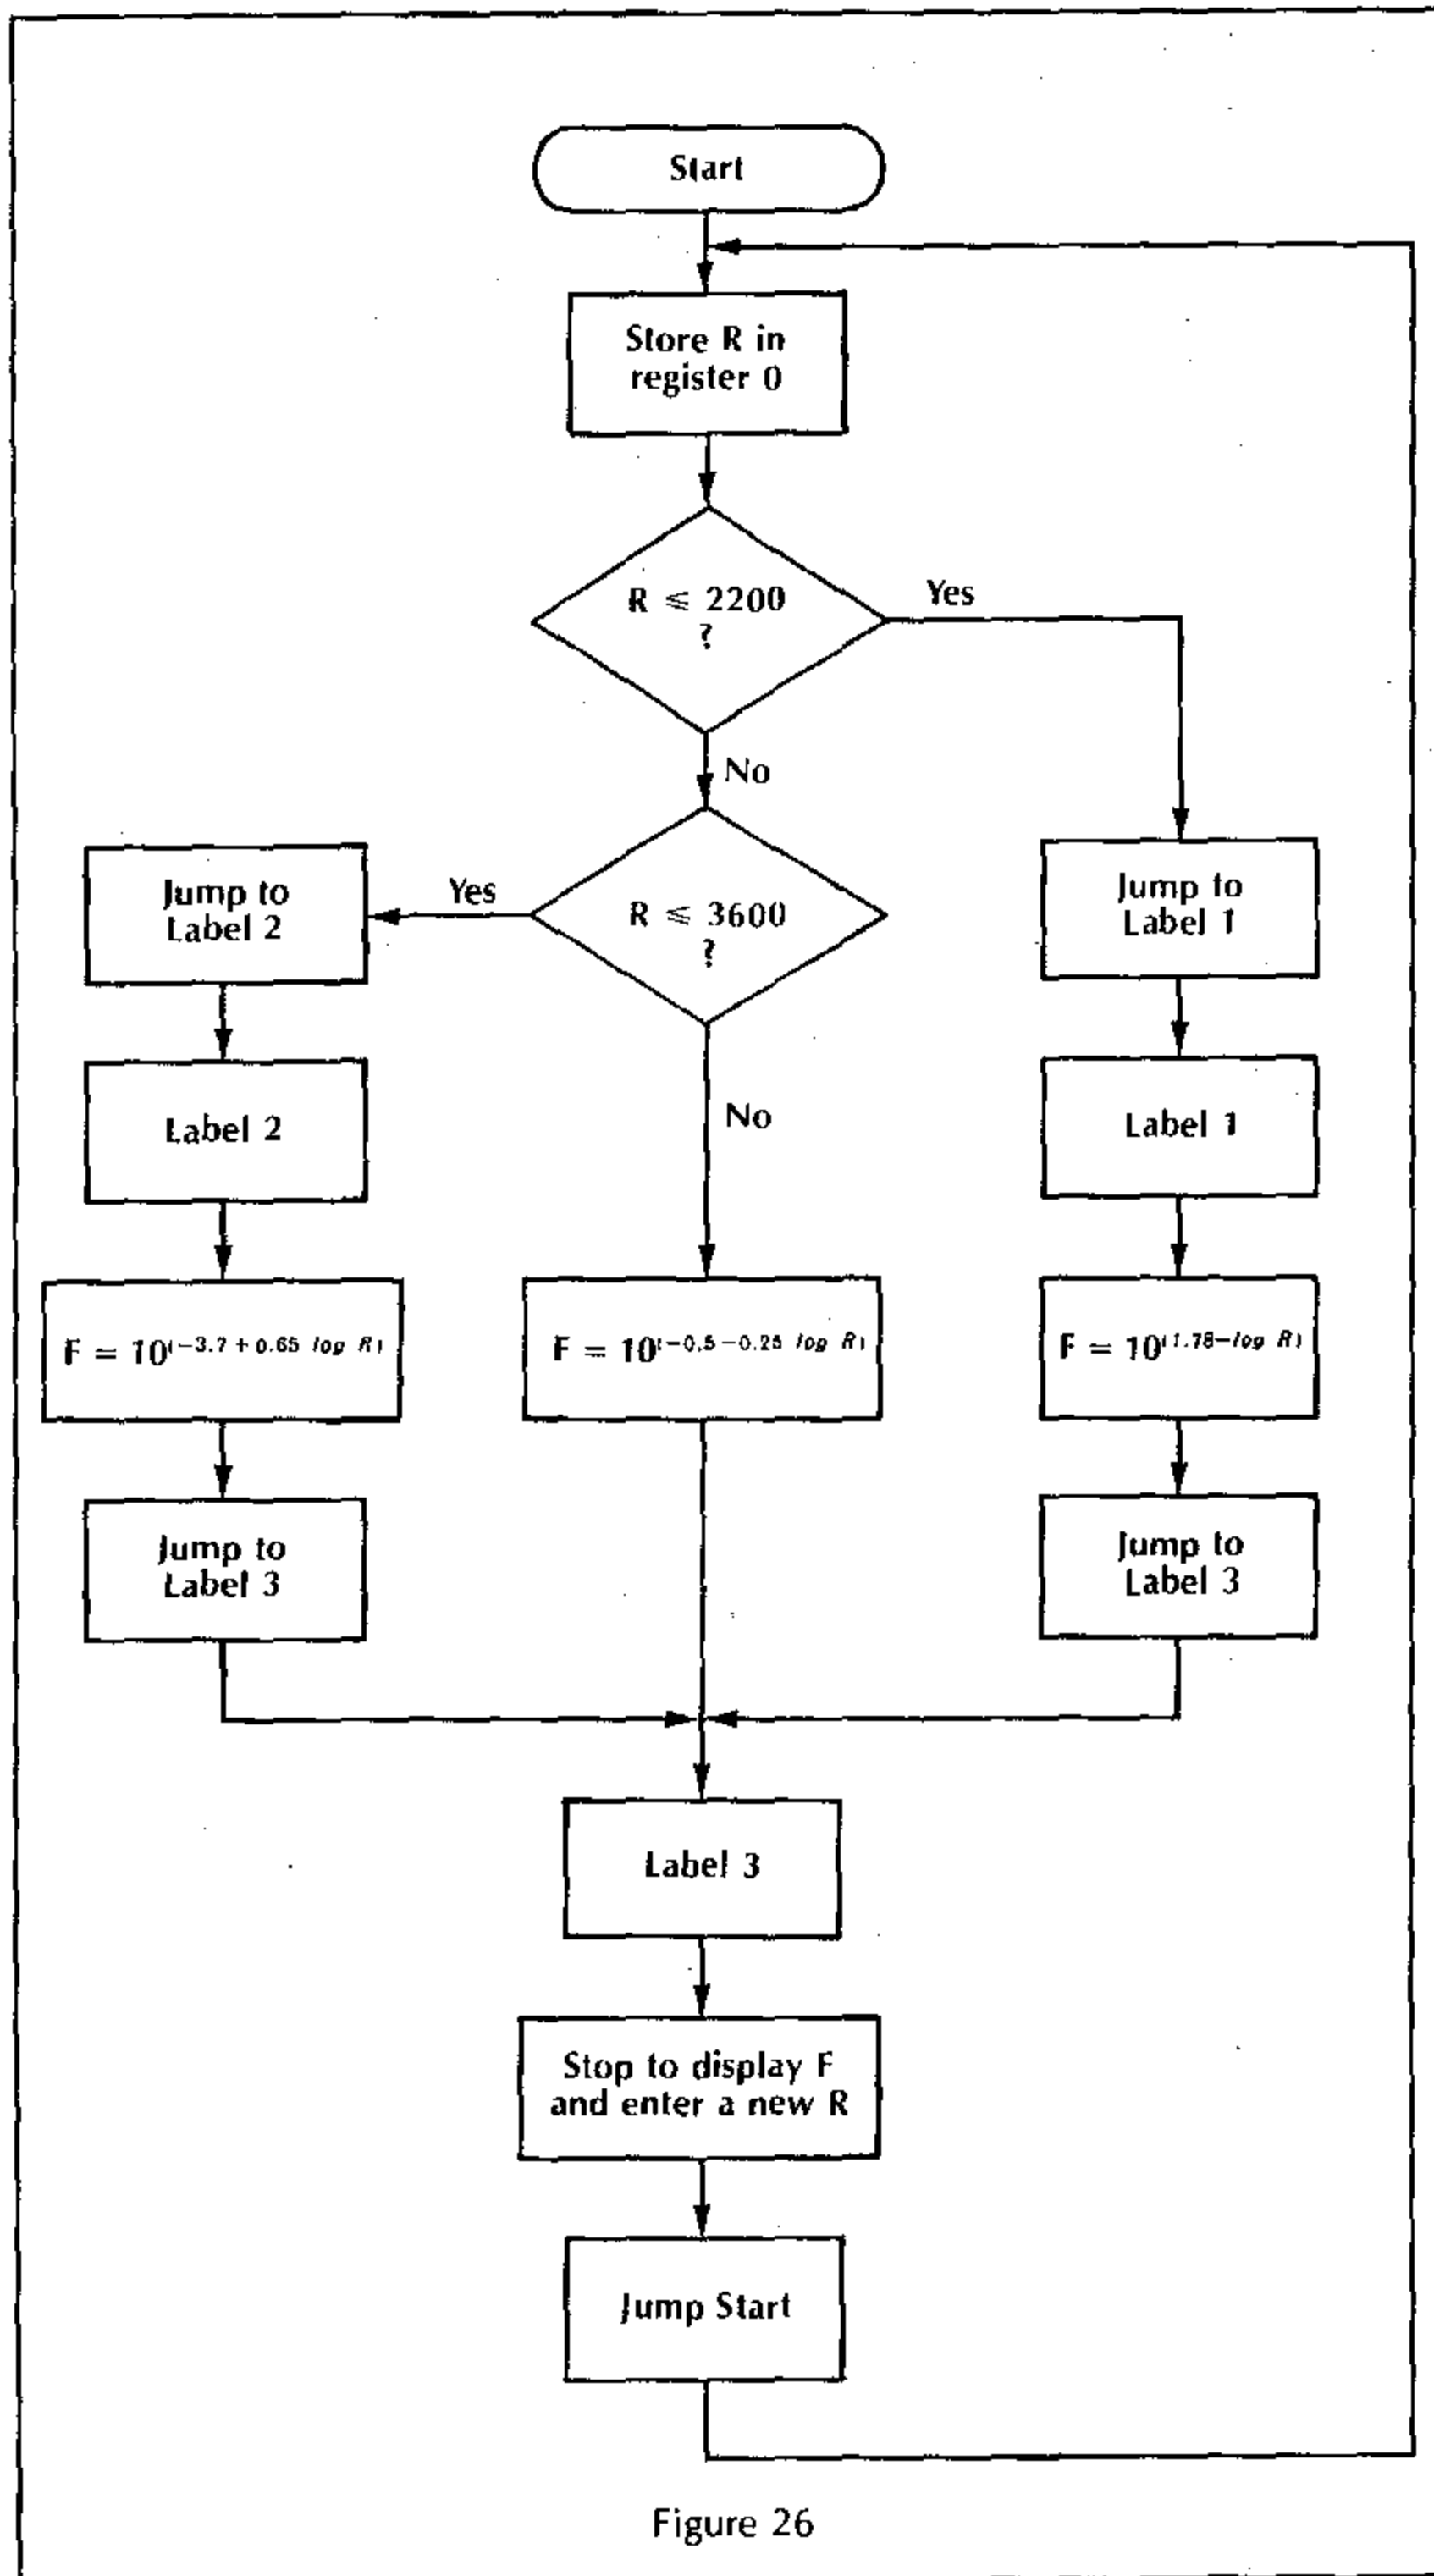 Start
Store R in
register 0
R ≤ 2200
?
Yes
No
Jump to
Label 2
Yes
R ≤ 3600
?
Jump to
Label 1
Label 2
No
Label 1
F = 10(−3.7 + 0.65 log R)
F = 10(−0.5−0.25 log R)
F = 10(1.78−log R)
Jump to
Label 3
Jump to
Label 3
Label 3
Stop to display F
and enter a new R
Jump Start
Figure 26